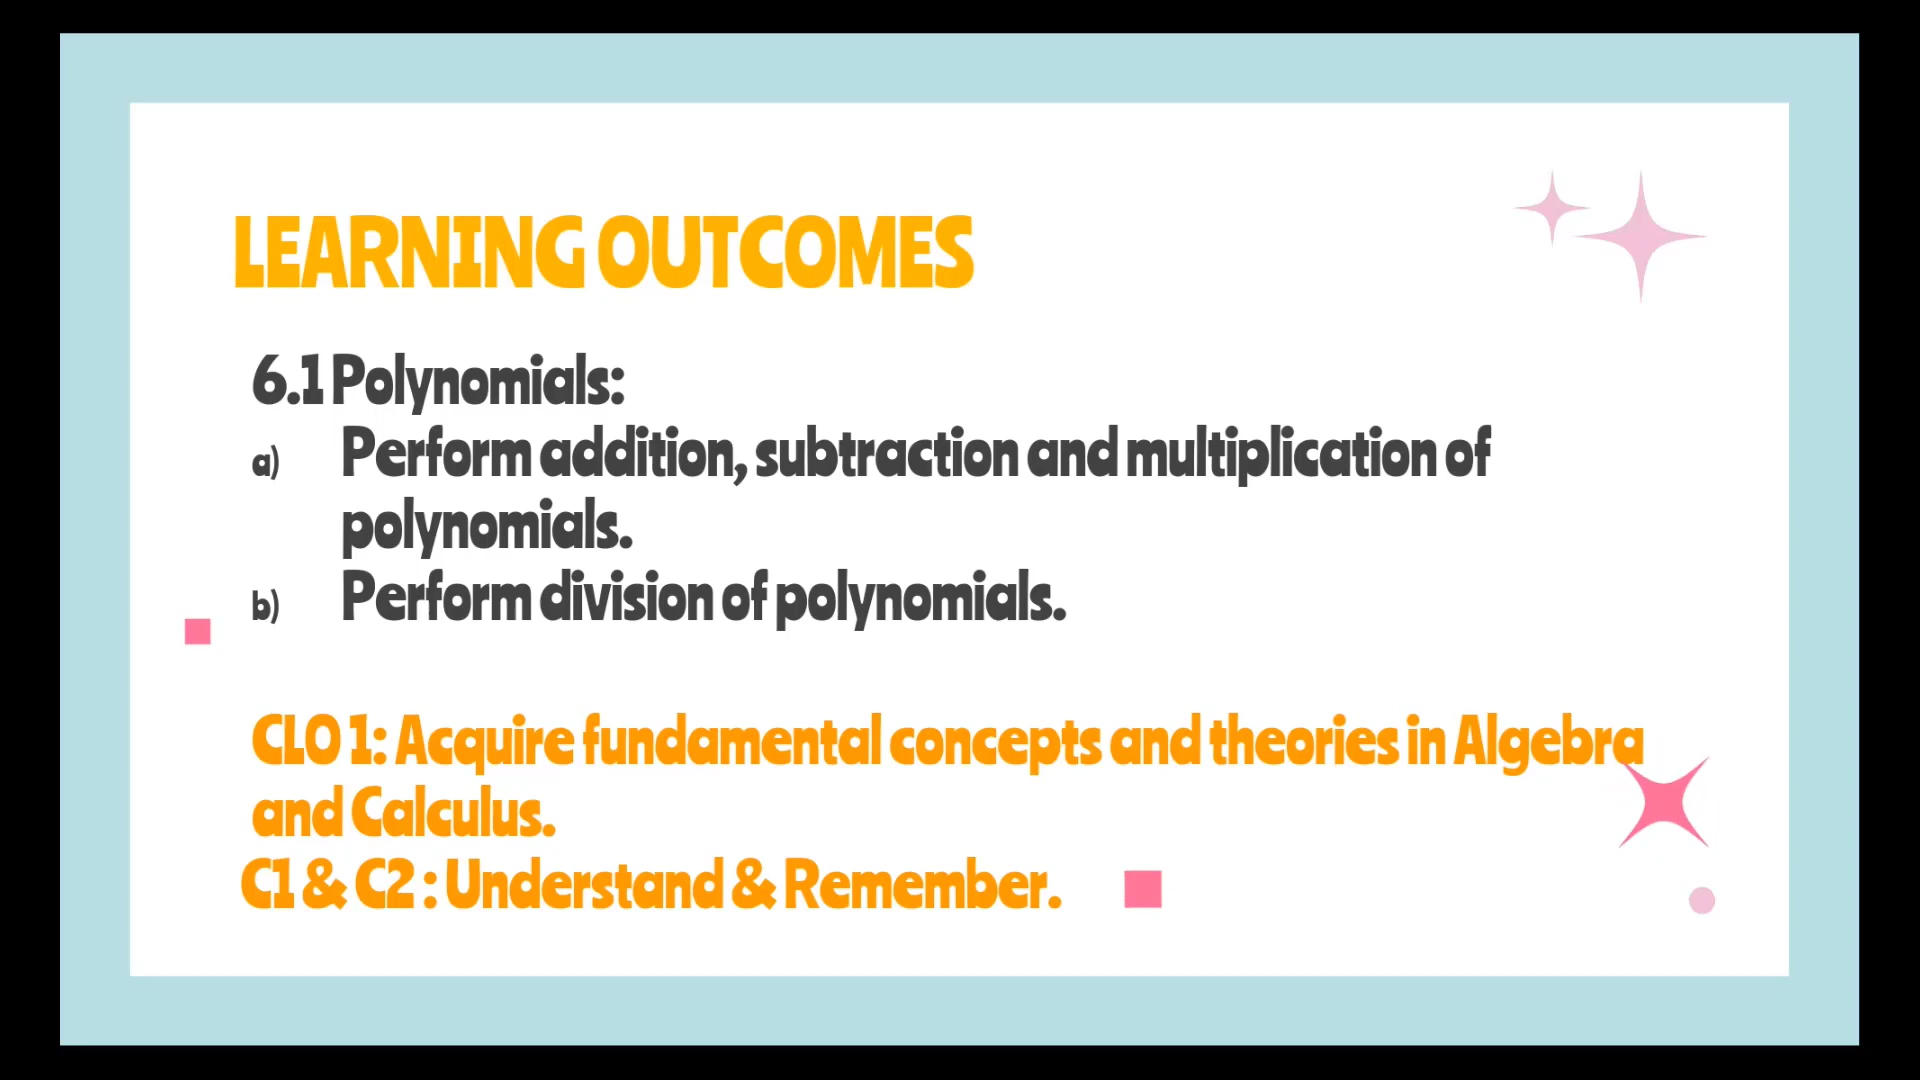 LEARNING OUTCOMES
6.1 Polynomials:
a) Perform addition, subtraction and multiplication of
polynomials.
b) Perform division of polynomials.
CLO 1: Acquire fundamental concepts and theories in Algebra
and Calculus.
C1 & C2 : Understand & Remember.